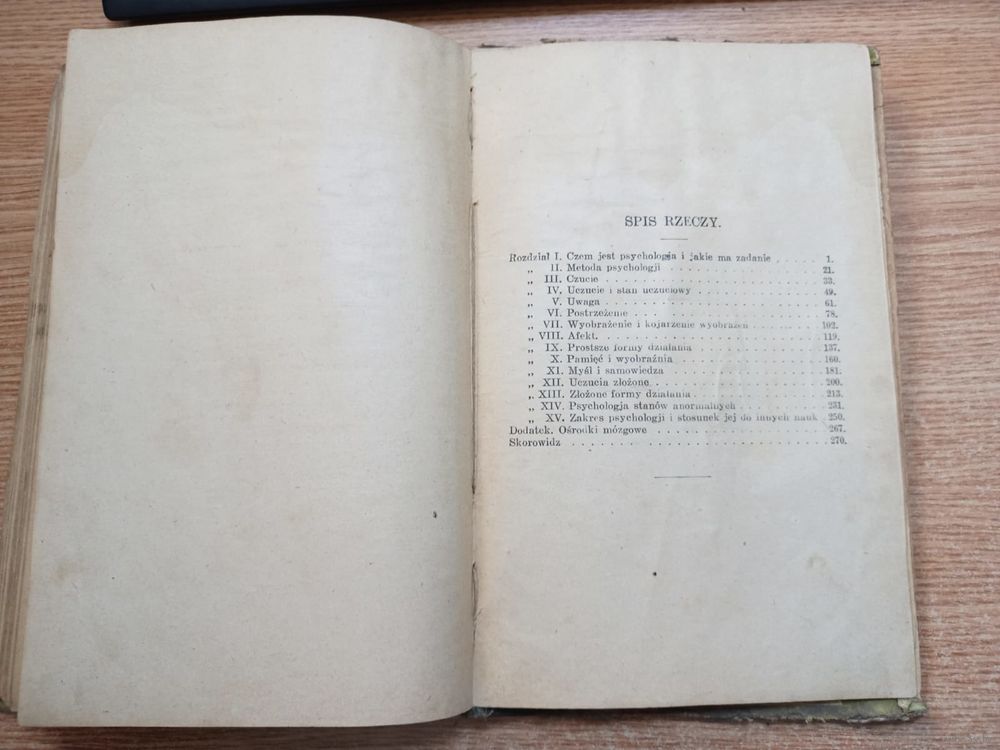 SPIS RZECZY.
Rozdział I. Czem jest psychologja i jakie ma zadanie . . . . . 1.
„ II. Metoda psychologji . . . . . . . . . . . . . . . 21.
„ III. Czucie . . . . . . . . . . . . . . . . . . . . . 33.
„ IV. Uczucie i stan uczuciowy . . . . . . . . . . . . 49.
„ V. Uwaga . . . . . . . . . . . . . . . . . . . . . 61.
„ VI. Postrzeżenie . . . . . . . . . . . . . . . . . . 78.
„ VII. Wyobrażenie i kojarzenie wyobrażeń . . . . . . . 102.
„ VIII. Afekt. . . . . . . . . . . . . . . . . . . . . . 119.
„ IX. Prostsze formy działania . . . . . . . . . . . . 137.
„ X. Pamięć i wyobraźnia . . . . . . . . . . . . . . 160.
„ XI. Myśl i samowiedza . . . . . . . . . . . . . . . 181.
„ XII. Uczucia złożone . . . . . . . . . . . . . . . . 200.
„ XIII. Złożone formy działania . . . . . . . . . . . . 213.
„ XIV. Psychologja stanów anormalnych . . . . . . . . 231.
„ XV. Zakres psychologji i stosunek jej do innych nauk 250.
Dodatek. Ośrodki mózgowe . . . . . . . . . . . . . . . 267.
Skorowidz . . . . . . . . . . . . . . . . . . . . . . 270.